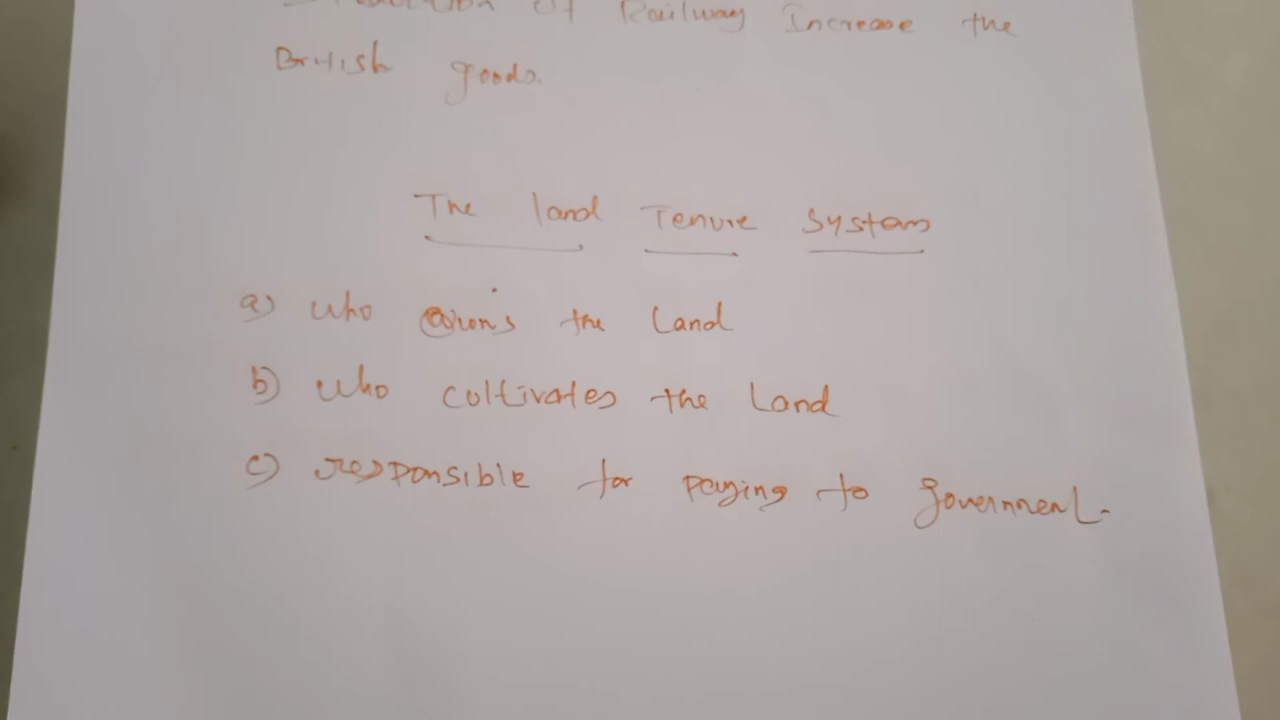 of Railway Increase the
British goods.
The land Tenure System
a) who owns the Land
b) who cultivates the Land
c) responsible for paying to government.